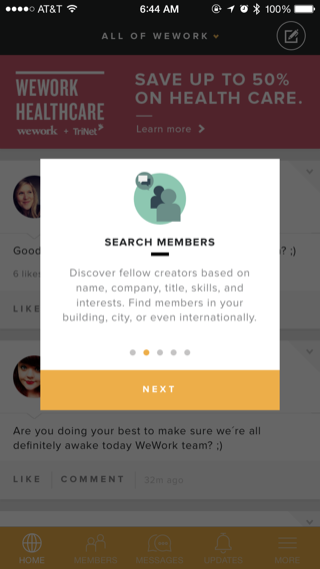 AT&T 6:44 AM 100%
ALL OF WEWORK
WEWORK
HEALTHCARE
wework + TriNet
SAVE UP TO 50%
ON HEALTH CARE.
Learn more
SEARCH MEMBERS
Discover fellow creators based on
name, company, title, skills, and
interests. Find members in your
building, city, or even internationally.
Good
? ;)
6 likes
LIKE
NEXT
Are you doing your best to make sure we´re all
definitely awake today WeWork team? ;)
LIKE COMMENT 32m ago
HOME MEMBERS MESSAGES UPDATES MORE